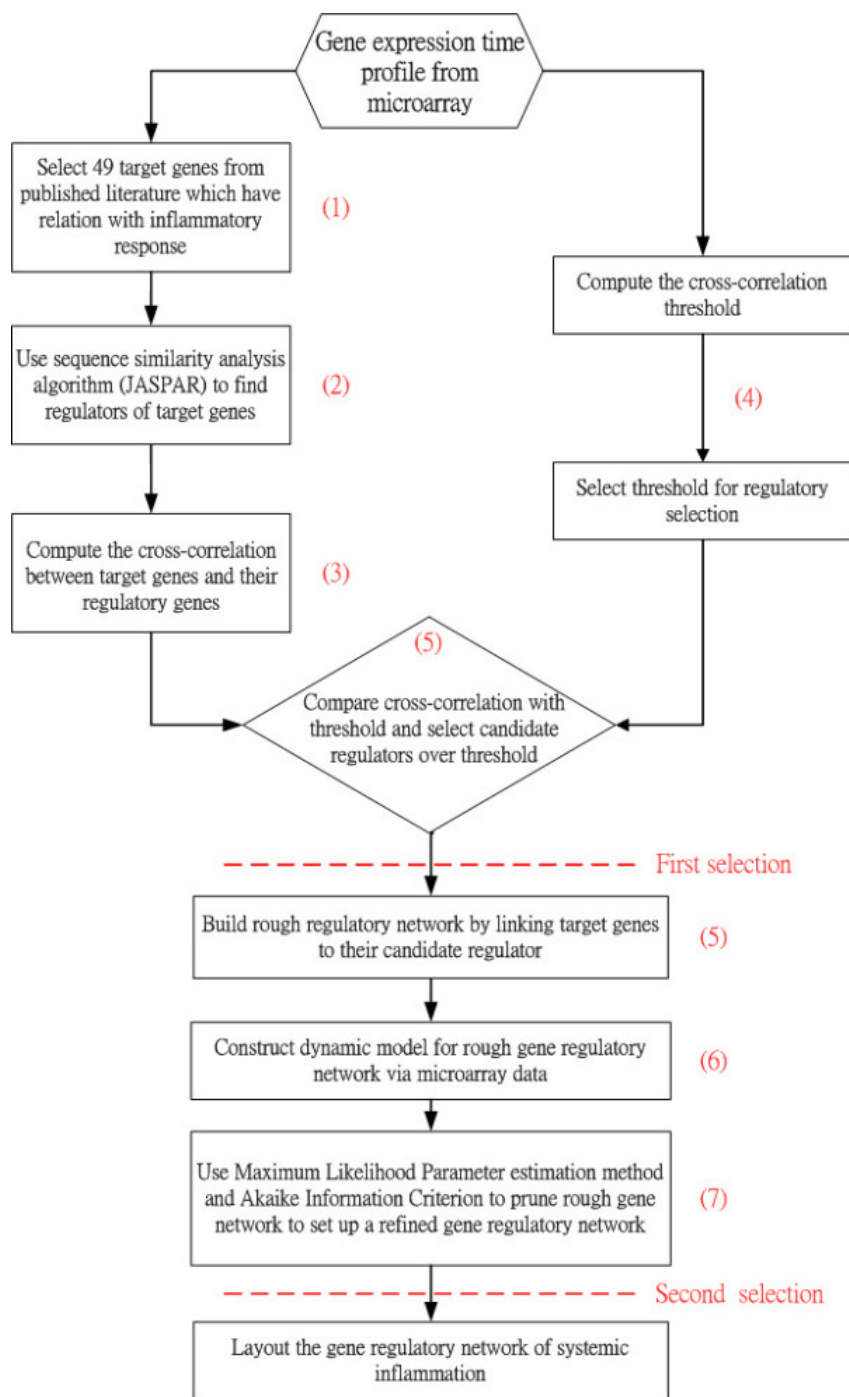 Gene expression time
profile from
microarray
Select 49 target genes from
published literature which have
relation with inflammatory
response
(1)
Use sequence similarity analysis
algorithm (JASPAR) to find
regulators of target genes
(2)
Compute the cross-correlation
between target genes and their
regulatory genes
(3)
Compute the cross-correlation
threshold
(4)
Select threshold for regulatory
selection
(5)
Compare cross-correlation with
threshold and select candidate
regulators over threshold
First selection
Build rough regulatory network by linking target genes
to their candidate regulator
(5)
Construct dynamic model for rough gene regulatory
network via microarray data
(6)
Use Maximum Likelihood Parameter estimation method
and Akaike Information Criterion to prune rough gene
network to set up a refined gene regulatory network
(7)
Second selection
Layout the gene regulatory network of systemic
inflammation